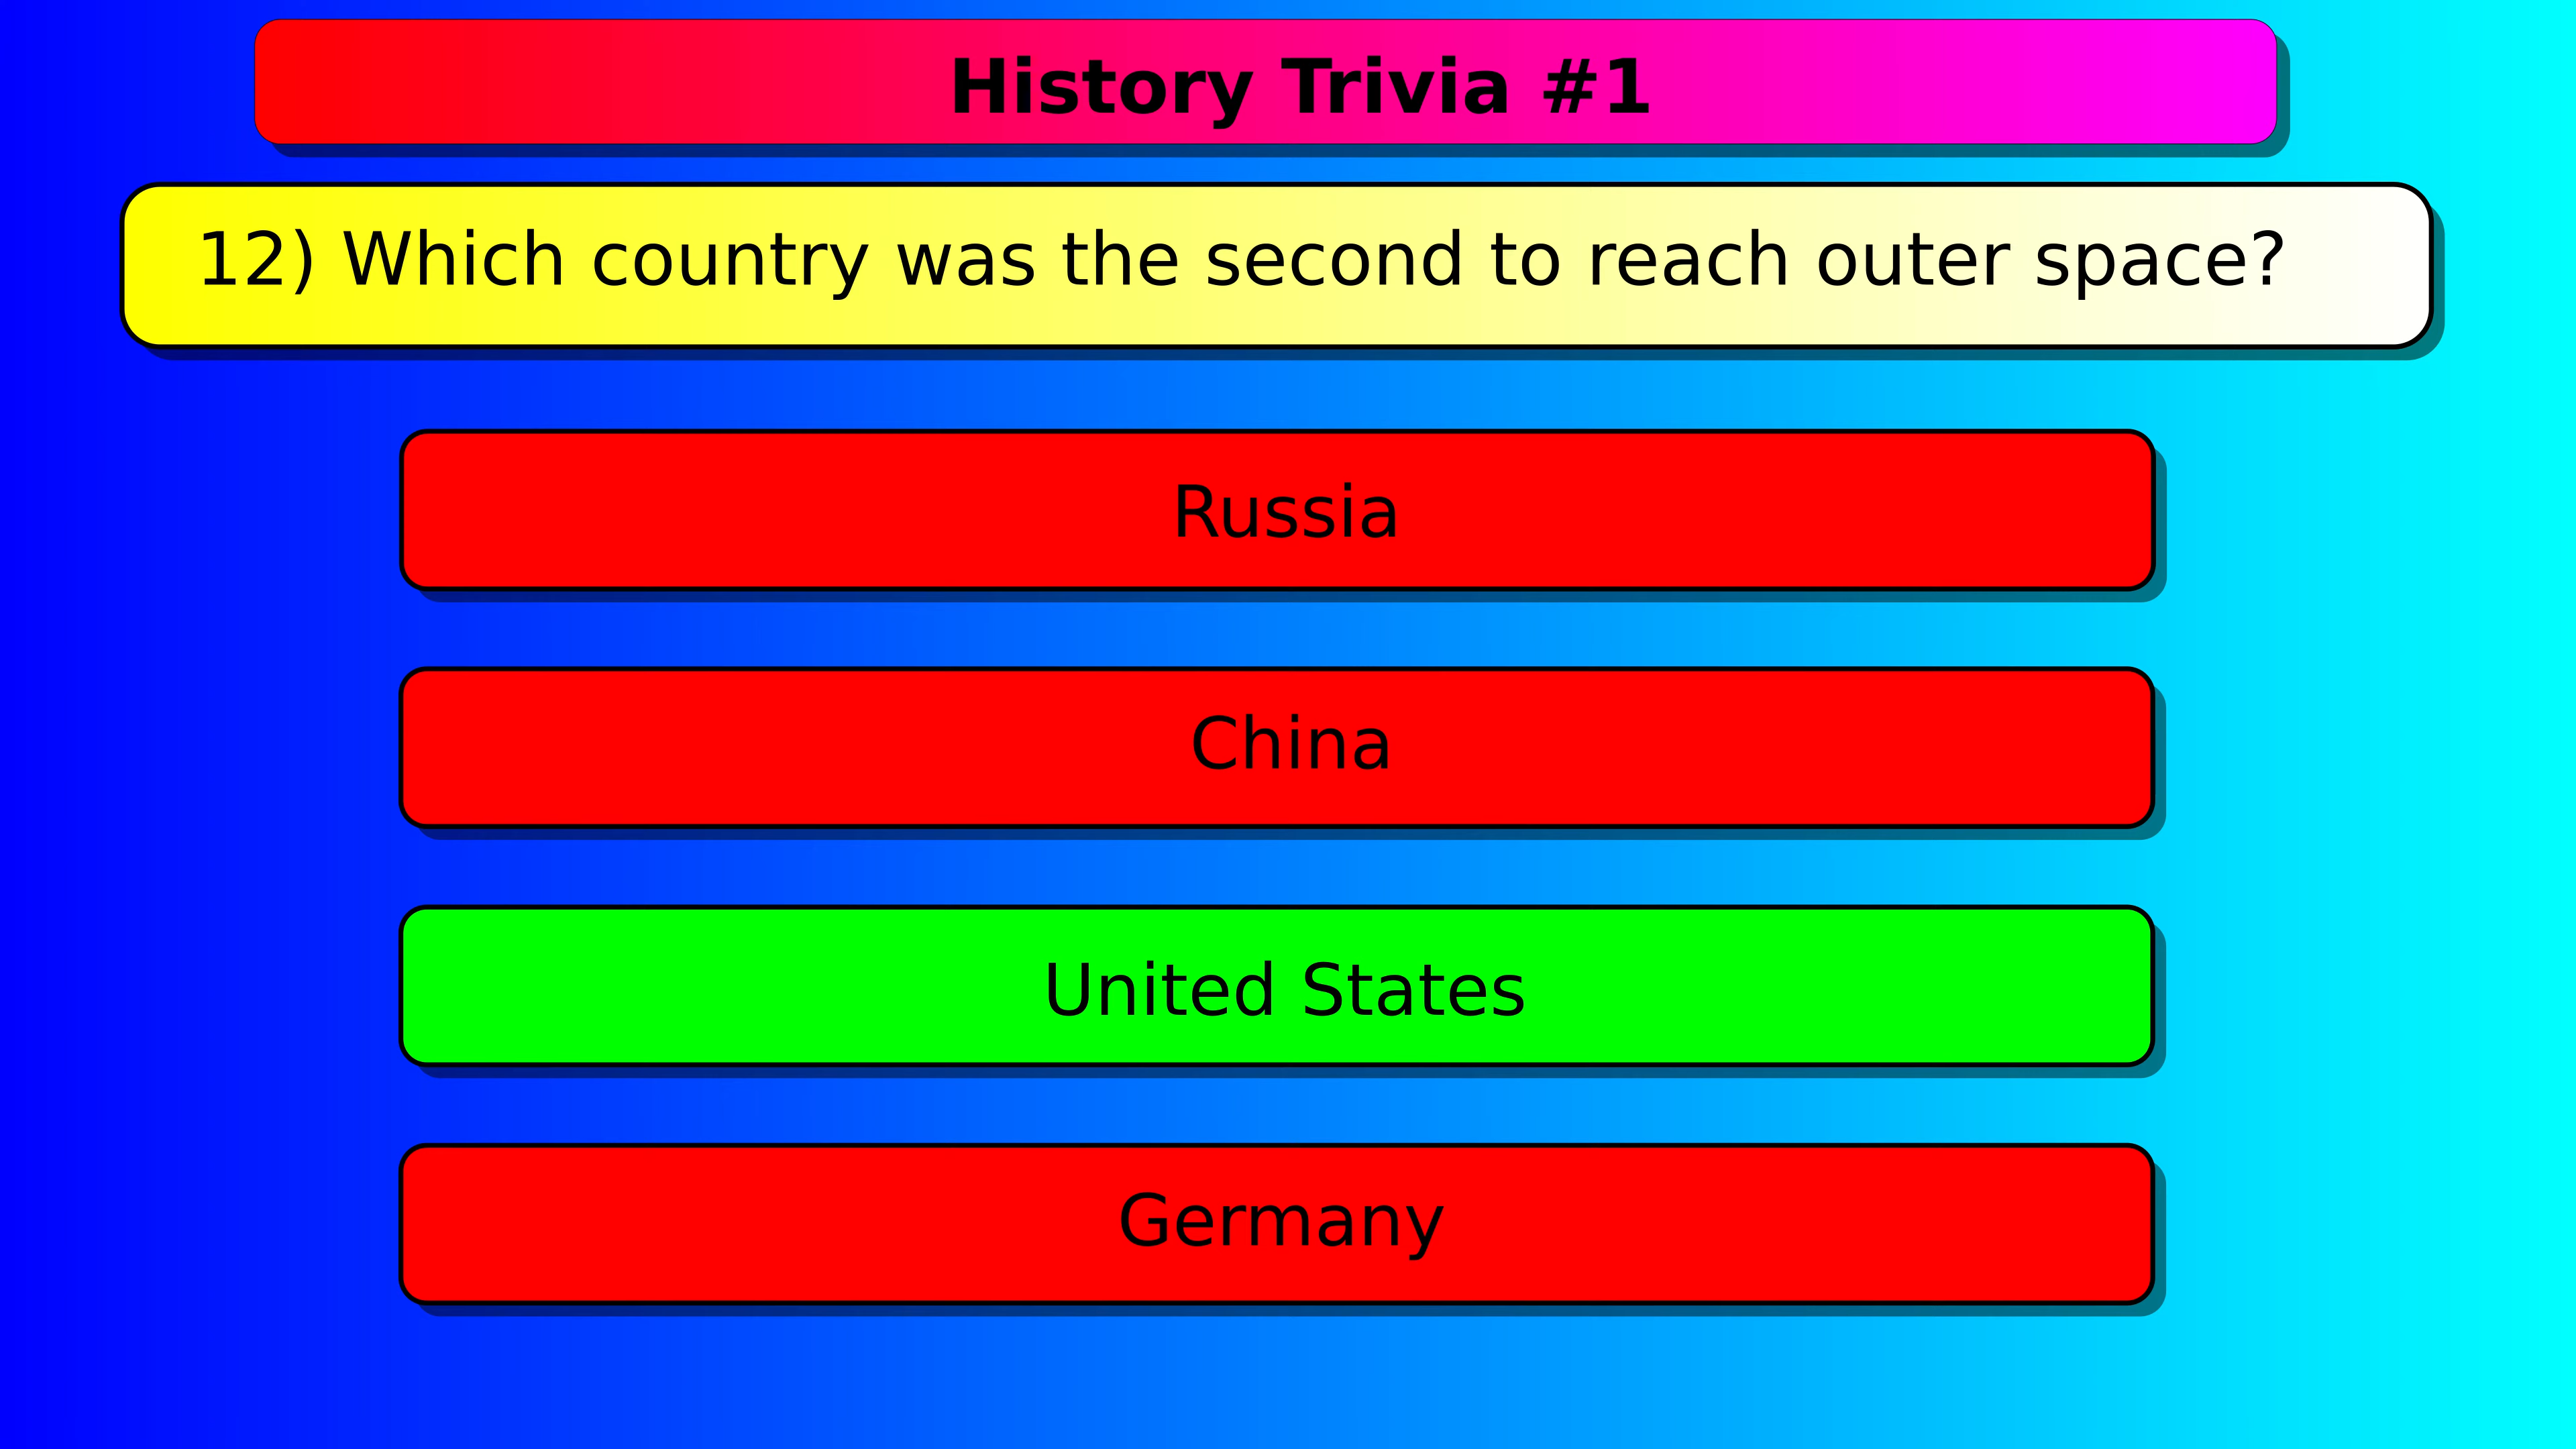 History Trivia #1
12) Which country was the second to reach outer space?
Russia
China
United States
Germany